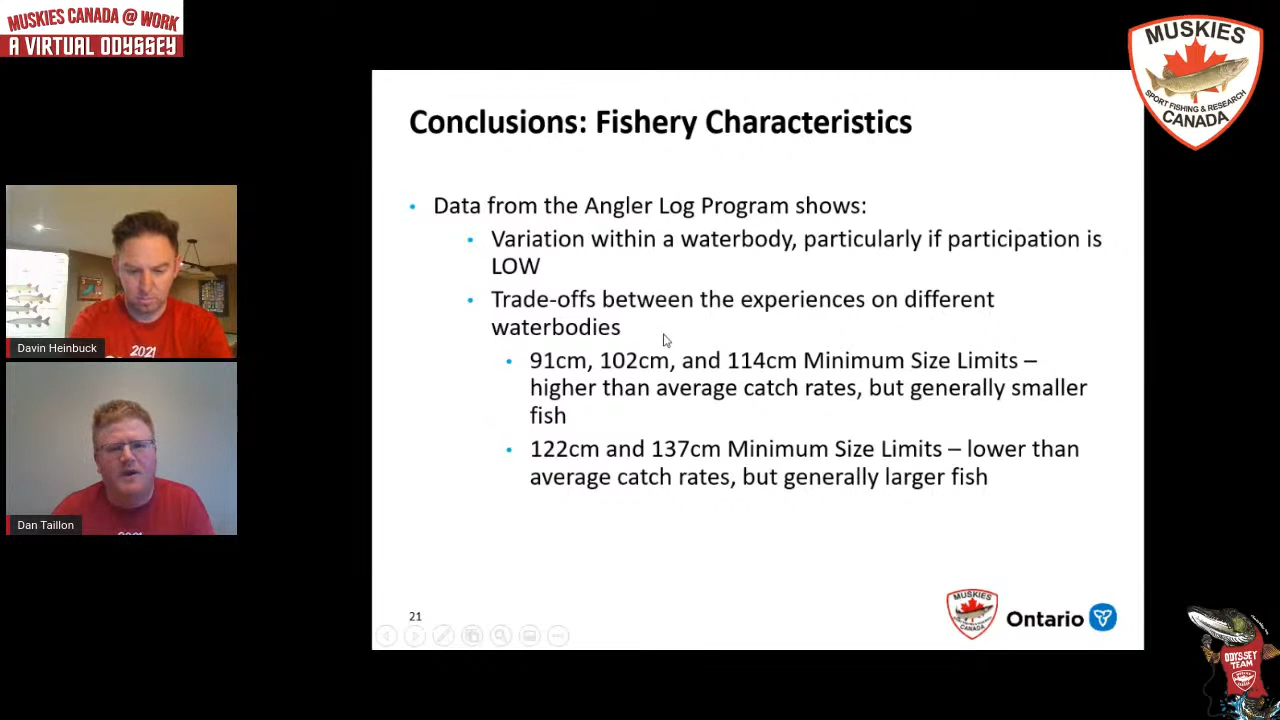 MUSKIES CANADA @ WORK
A VIRTUAL ODYSSEY
MUSKIES
SPORT FISHING & RESEARCH
CANADA
Conclusions: Fishery Characteristics
• Data from the Angler Log Program shows:
• Variation within a waterbody, particularly if participation is
LOW
• Trade-offs between the experiences on different
waterbodies
• 91cm, 102cm, and 114cm Minimum Size Limits –
higher than average catch rates, but generally smaller
fish
• 122cm and 137cm Minimum Size Limits – lower than
average catch rates, but generally larger fish
2021
Davin Heinbuck
Dan Taillon
21
MUSKIES
CANADA
Ontario
ODYSSEY
TEAM